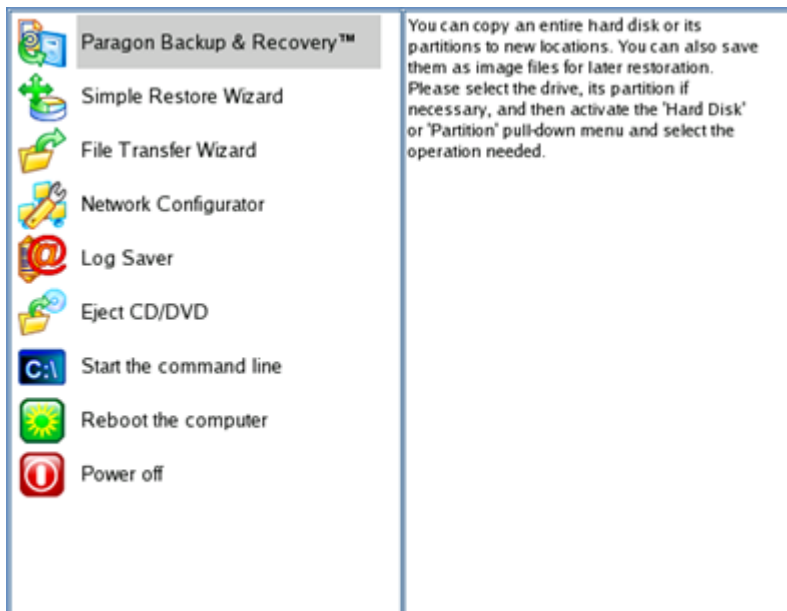 Paragon Backup & Recovery™
Simple Restore Wizard
File Transfer Wizard
Network Configurator
@
Log Saver
Eject CD/DVD
C:\
Start the command line
Reboot the computer
Power off
You can copy an entire hard disk or its
partitions to new locations. You can also save
them as image files for later restoration.
Please select the drive, its partition if
necessary, and then activate the 'Hard Disk'
or 'Partition' pull-down menu and select the
operation needed.